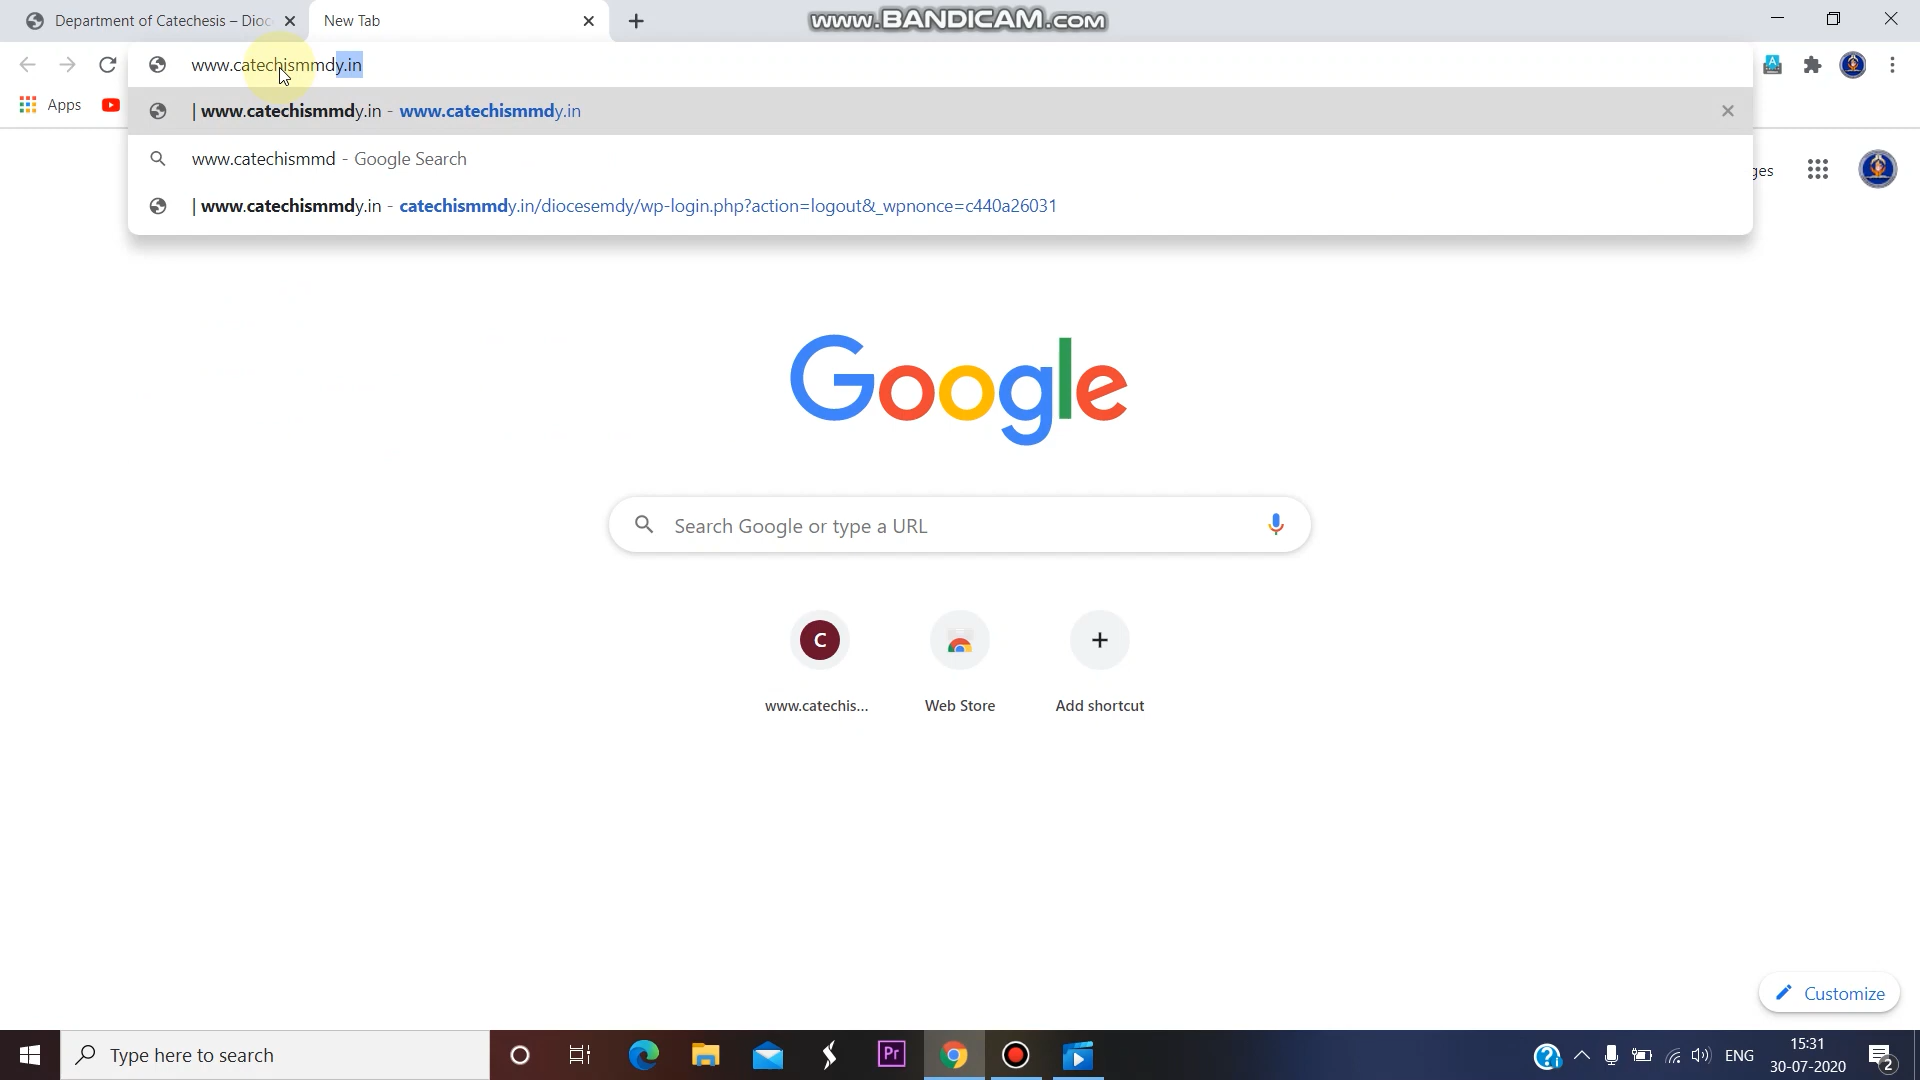 Department of Catechesis – Dioc
New Tab
www.BANDICAM.com
www.catechismmdy.in
Apps
| www.catechismmdy.in - www.catechismmdy.in
www.catechismmd - Google Search
| www.catechismmdy.in - catechismmdy.in/diocesemdy/wp-login.php?action=logout&_wpnonce=c440a26031
ges
Google
Search Google or type a URL
C
www.catechis...
Web Store
Add shortcut
Customize
Type here to search
Pr
ENG
15:31
30-07-2020
2